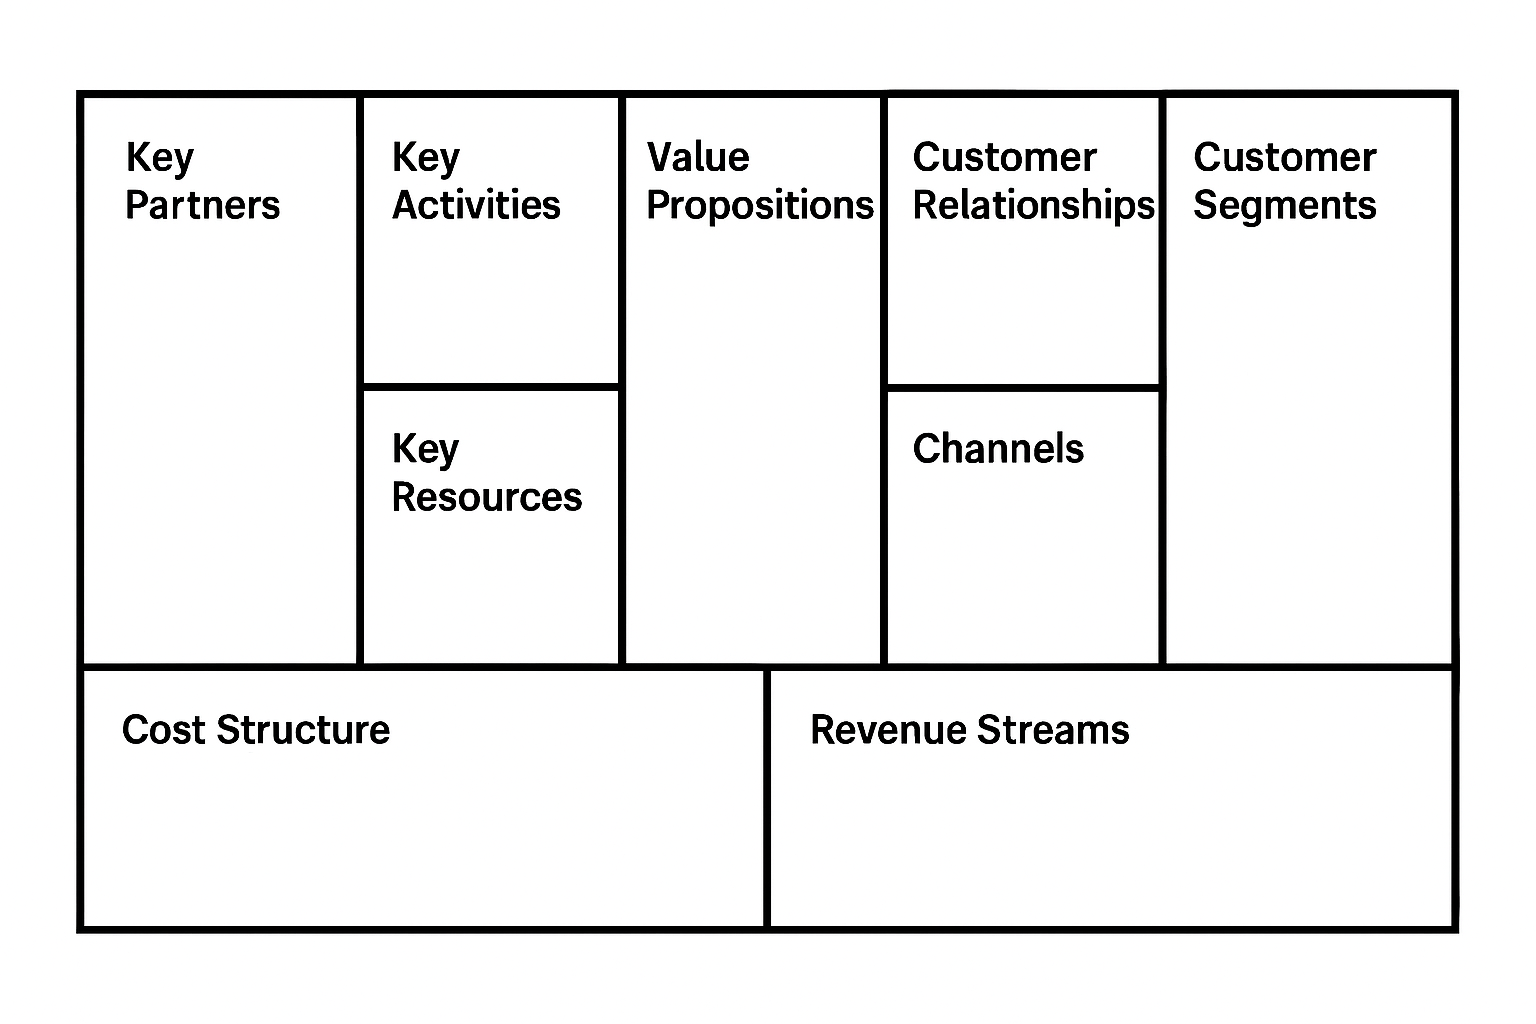 Key
Partners
Key
Activities
Key
Resources
Value
Propositions
Customer
Relationships
Channels
Customer
Segments
Cost Structure
Revenue Streams